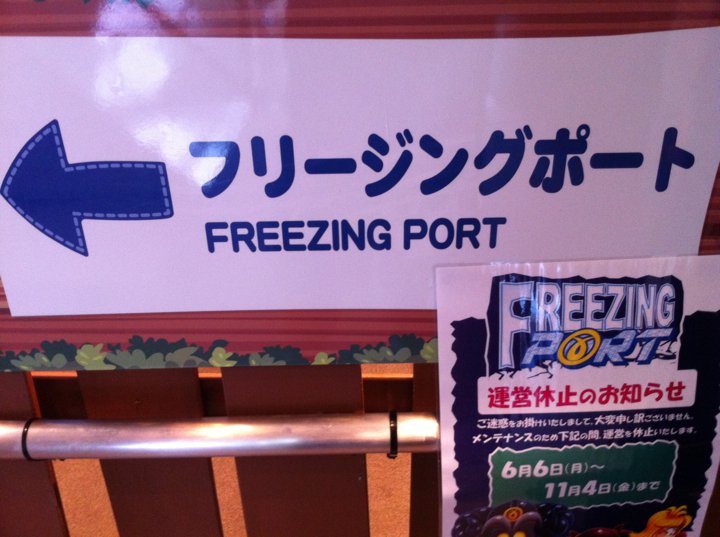 フリージングポート
FREEZING PORT
FREEZING
PORT
運営休止のお知らせ
ご迷惑をお掛けいたしまして、大変申し訳ございません。
メンテナンスのため下記の間、運営を休止いたします。
6月6日(月)～
11月4日(金)まで